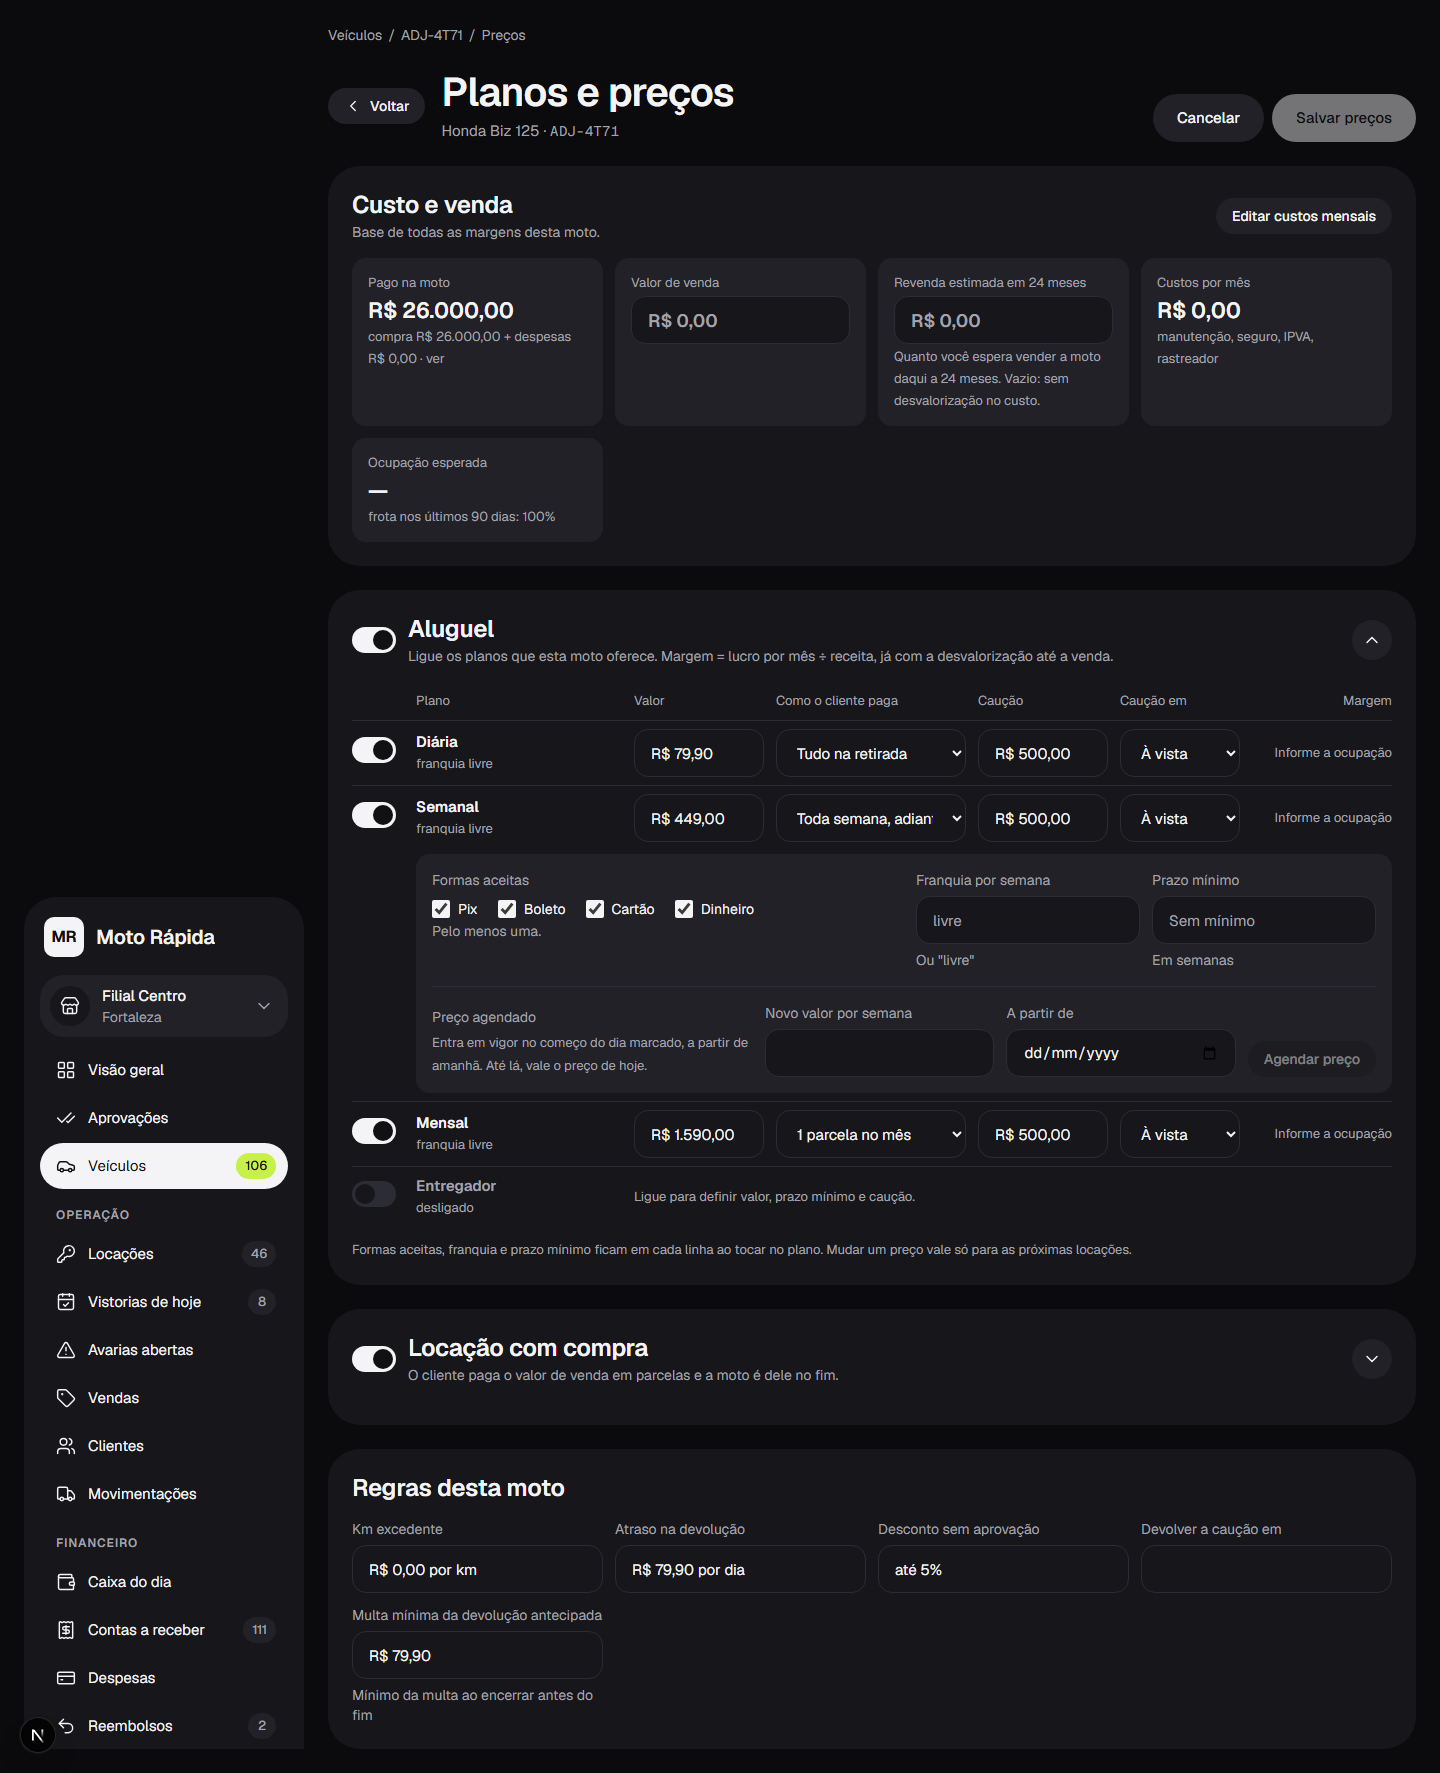 Veículos / ADJ-4T71 / Preços
Voltar
Planos e preços
Honda Biz 125 · ADJ-4T71
Cancelar
Salvar preços
Custo e venda
Base de todas as margens desta moto.
Editar custos mensais
Pago na moto
R$ 26.000,00
compra R$ 26.000,00 + despesas
R$ 0,00 · ver
Valor de venda
R$ 0,00
Revenda estimada em 24 meses
R$ 0,00
Quanto você espera vender a moto
daqui a 24 meses. Vazio: sem
desvalorização no custo.
Custos por mês
R$ 0,00
manutenção, seguro, IPVA,
rastreador
Ocupação esperada
—
frota nos últimos 90 dias: 100%
Aluguel
Ligue os planos que esta moto oferece. Margem = lucro por mês ÷ receita, já com a desvalorização até a venda.
Plano Valor Como o cliente paga Caução Caução em Margem
Diária
franquia livre
R$ 79,90 Tudo na retirada R$ 500,00 À vista Informe a ocupação
Semanal
franquia livre
R$ 449,00 Toda semana, adian R$ 500,00 À vista Informe a ocupação
Formas aceitas
Pix Boleto Cartão Dinheiro
Pelo menos uma.
Franquia por semana
livre
Ou "livre"
Prazo mínimo
Sem mínimo
Em semanas
Preço agendado
Entra em vigor no começo do dia marcado, a partir de
amanhã. Até lá, vale o preço de hoje.
Novo valor por semana
A partir de
dd/mm/yyyy
Agendar preço
Mensal
franquia livre
R$ 1.590,00 1 parcela no mês R$ 500,00 À vista Informe a ocupação
Entregador
desligado
Ligue para definir valor, prazo mínimo e caução.
Formas aceitas, franquia e prazo mínimo ficam em cada linha ao tocar no plano. Mudar um preço vale só para as próximas locações.
Locação com compra
O cliente paga o valor de venda em parcelas e a moto é dele no fim.
Regras desta moto
Km excedente
R$ 0,00 por km
Atraso na devolução
R$ 79,90 por dia
Desconto sem aprovação
até 5%
Devolver a caução em
Multa mínima da devolução antecipada
R$ 79,90
Mínimo da multa ao encerrar antes do
fim
MR Moto Rápida
Filial Centro
Fortaleza
Visão geral
Aprovações
Veículos 106
OPERAÇÃO
Locações 46
Vistorias de hoje 8
Avarias abertas
Vendas
Clientes
Movimentações
FINANCEIRO
Caixa do dia
Contas a receber 111
Despesas
Reembolsos 2
N